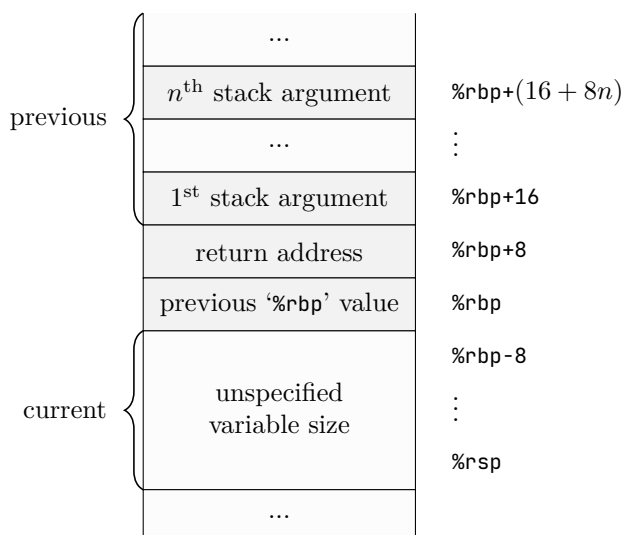 ...
nth stack argument %rbp+(16 + 8n)
previous
... ⋮
1st stack argument %rbp+16
return address %rbp+8
previous ‘%rbp’ value %rbp
%rbp-8
unspecified
current ⋮
variable size
%rsp
...